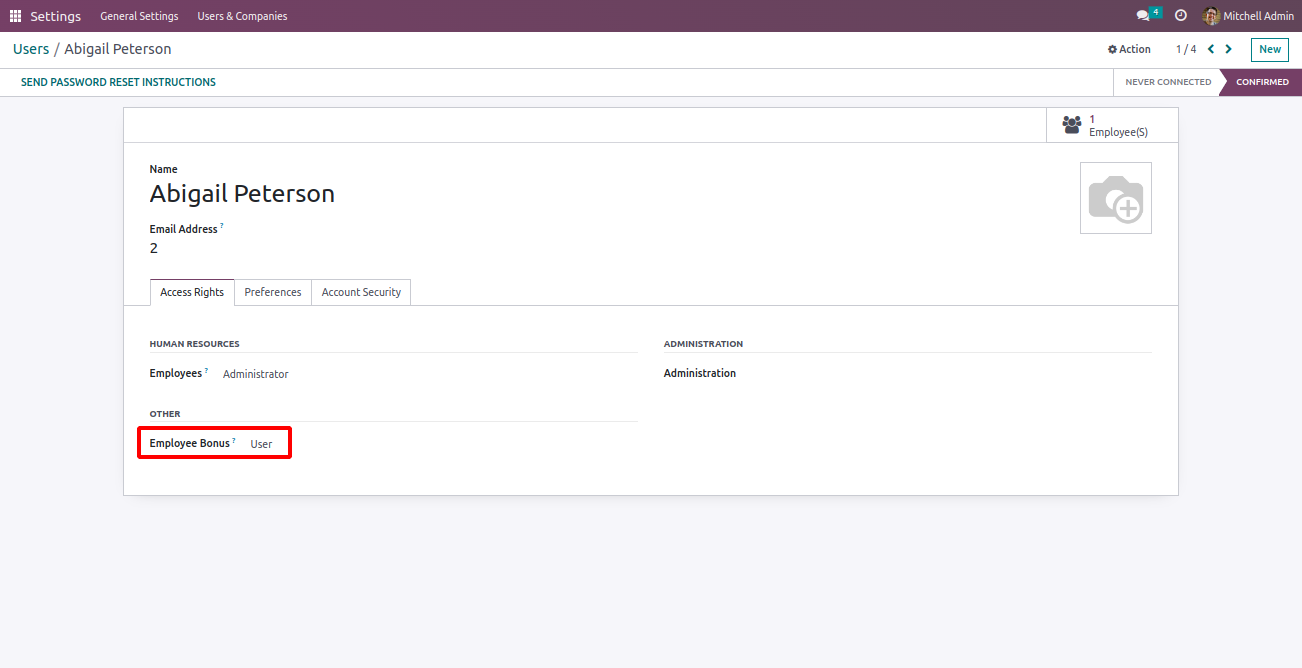 Settings General Settings Users & Companies 4 Mitchell Admin
Users / Abigail Peterson Action 1 / 4 New
SEND PASSWORD RESET INSTRUCTIONS NEVER CONNECTED CONFIRMED
1
Employee(S)
Name
Abigail Peterson
Email Address ?
2
Access Rights Preferences Account Security
HUMAN RESOURCES ADMINISTRATION
Employees ? Administrator Administration
OTHER
Employee Bonus ? User